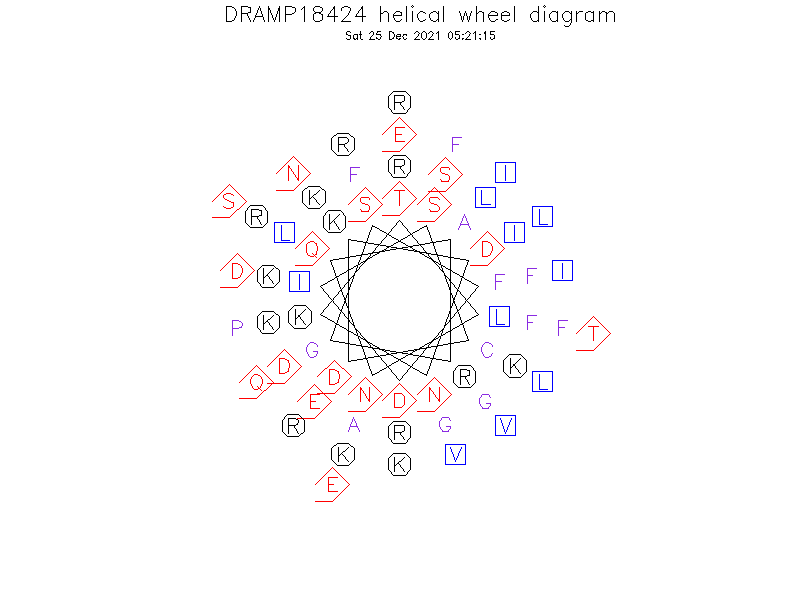 DRAMP18424 helical wheel diagram
Sat 25 Dec 2021 05:21:15
R
E
R F
R
F S I
N
K S T S L
S R K A L
L Q D I
D K I F F I
K K L F F T
P
G C
Q D D R K L
E N D N G
R A R G V
K K V
E